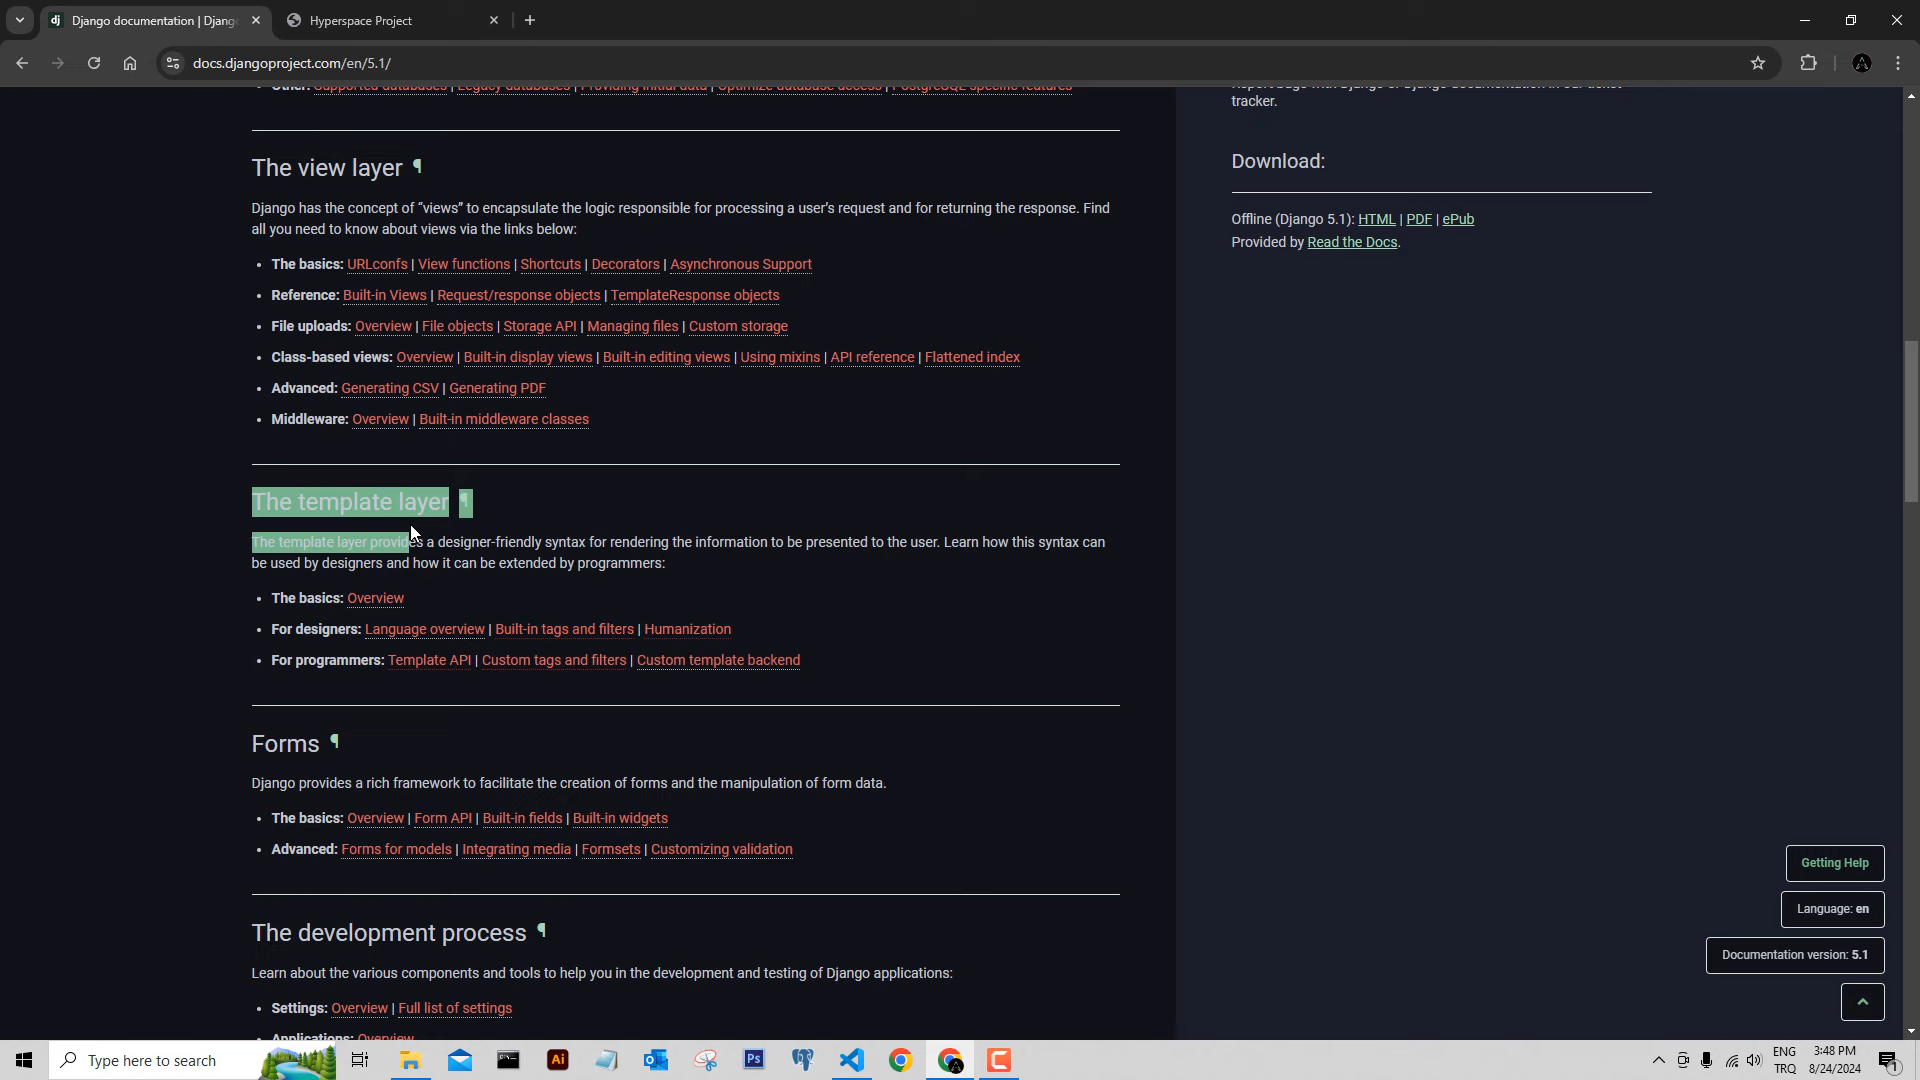 Django documentation | Djang
Hyperspace Project
docs.djangoproject.com/en/5.1/
Other: Supported databases | Legacy databases | Providing initial data | Optimize database access | PostgreSQL specific features
Report bugs with Django or Django documentation in our ticket
tracker.
The view layer ¶
Django has the concept of “views” to encapsulate the logic responsible for processing a user’s request and for returning the response. Find
all you need to know about views via the links below:
• The basics: URLconfs | View functions | Shortcuts | Decorators | Asynchronous Support
• Reference: Built-in Views | Request/response objects | TemplateResponse objects
• File uploads: Overview | File objects | Storage API | Managing files | Custom storage
• Class-based views: Overview | Built-in display views | Built-in editing views | Using mixins | API reference | Flattened index
• Advanced: Generating CSV | Generating PDF
• Middleware: Overview | Built-in middleware classes
Download:
Offline (Django 5.1): HTML | PDF | ePub
Provided by Read the Docs.
The template layer ¶
The template layer provides a designer-friendly syntax for rendering the information to be presented to the user. Learn how this syntax can
be used by designers and how it can be extended by programmers:
• The basics: Overview
• For designers: Language overview | Built-in tags and filters | Humanization
• For programmers: Template API | Custom tags and filters | Custom template backend
Forms ¶
Django provides a rich framework to facilitate the creation of forms and the manipulation of form data.
• The basics: Overview | Form API | Built-in fields | Built-in widgets
• Advanced: Forms for models | Integrating media | Formsets | Customizing validation
The development process ¶
Learn about the various components and tools to help you in the development and testing of Django applications:
• Settings: Overview | Full list of settings
• Applications: Overview
Getting Help
Language: en
Documentation version: 5.1
Type here to search
Ai
Ps
ENG
TRQ
3:48 PM
8/24/2024
1